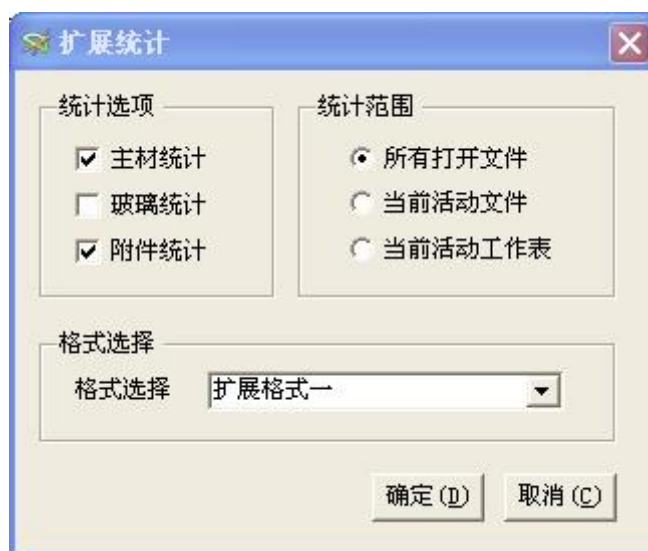 扩展统计
统计选项
主材统计
玻璃统计
附件统计
统计范围
所有打开文件
当前活动文件
当前活动工作表
格式选择
格式选择 扩展格式一
确定(D) 取消(C)